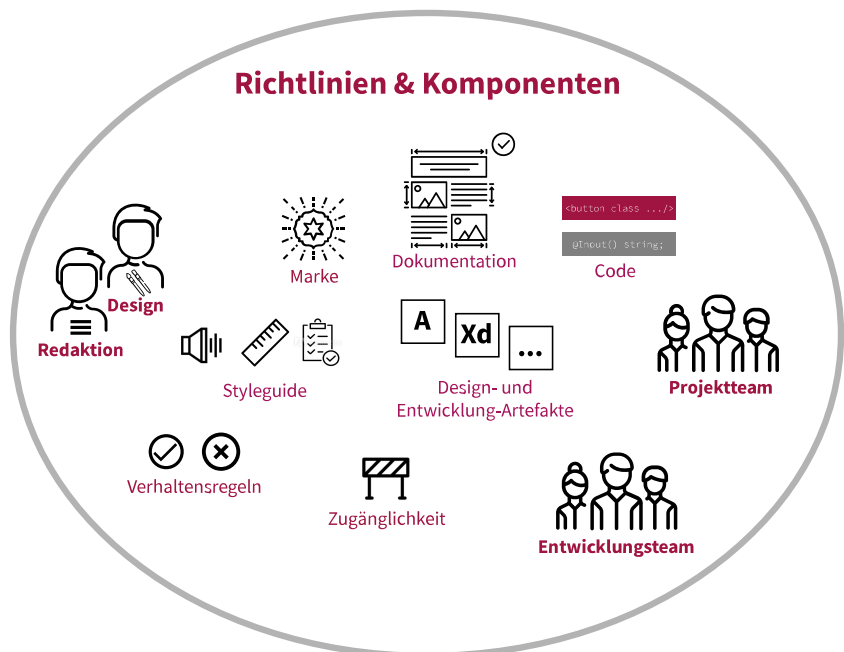 Richtlinien & Komponenten
<button class .../>
@Input() string;
Marke
Dokumentation
Code
Design
Redaktion
A
Xd
...
Styleguide
Design- und
Entwicklung-Artefakte
Projektteam
Verhaltensregeln
Zugänglichkeit
Entwicklungsteam